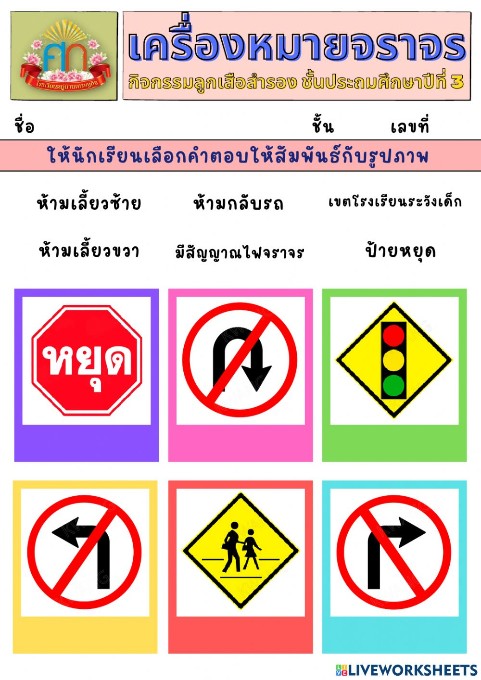 ศก
เครื่องหมายจราจร
กิจกรรมลูกเสือสำรอง ชั้นประถมศึกษาปีที่ 3
ชื่อ ชั้น เลขที่
ให้นักเรียนเลือกคำตอบให้สัมพันธ์กับรูปภาพ
ห้ามเลี้ยวซ้าย ห้ามกลับรถ เขตโรงเรียนระวังเด็ก
ห้ามเลี้ยวขวา มีสัญญาณไฟจราจร ป้ายหยุด
หยุด
LIVEWORKSHEETS